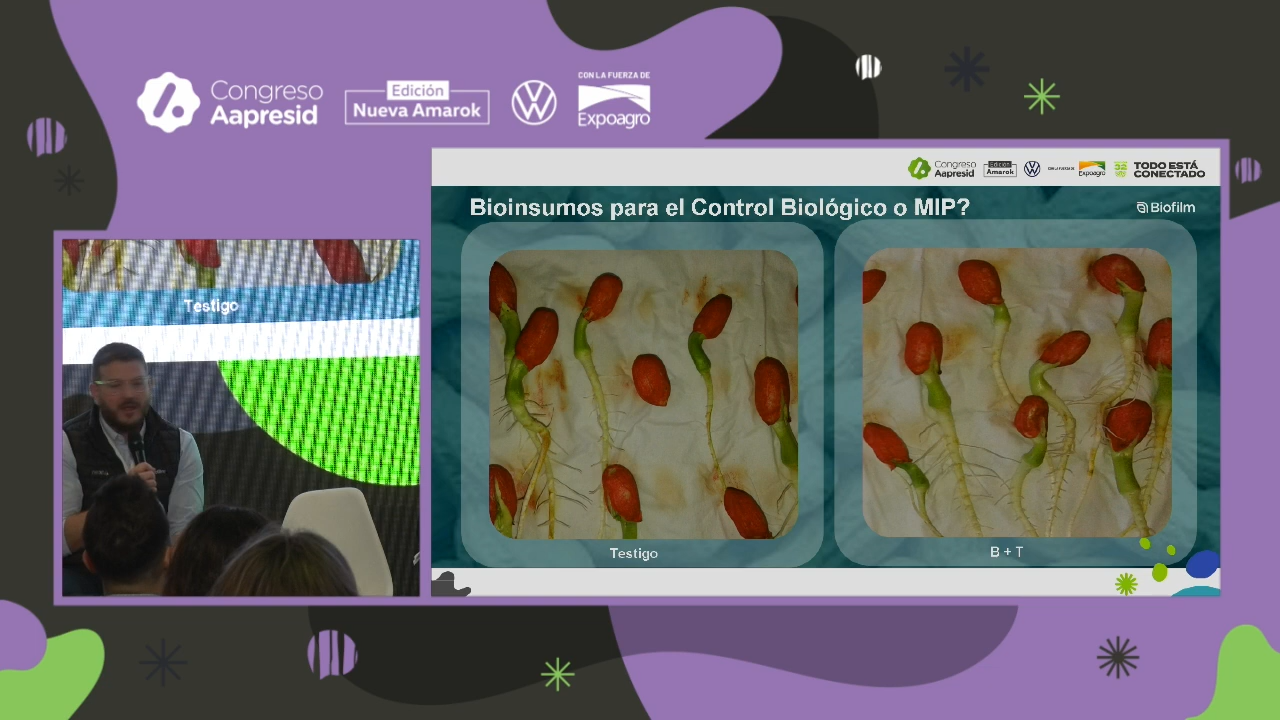 CON LA FUERZA DE
Congreso
Aapresid
Edición
Nueva Amarok
Expoagro
Congreso
Aapresid
Edición
Amarok
Expoagro
TODO ESTÁ
CONECTADO
Bioinsumos para el Control Biológico o MIP?
Biofilm
Testigo
Testigo
B + T